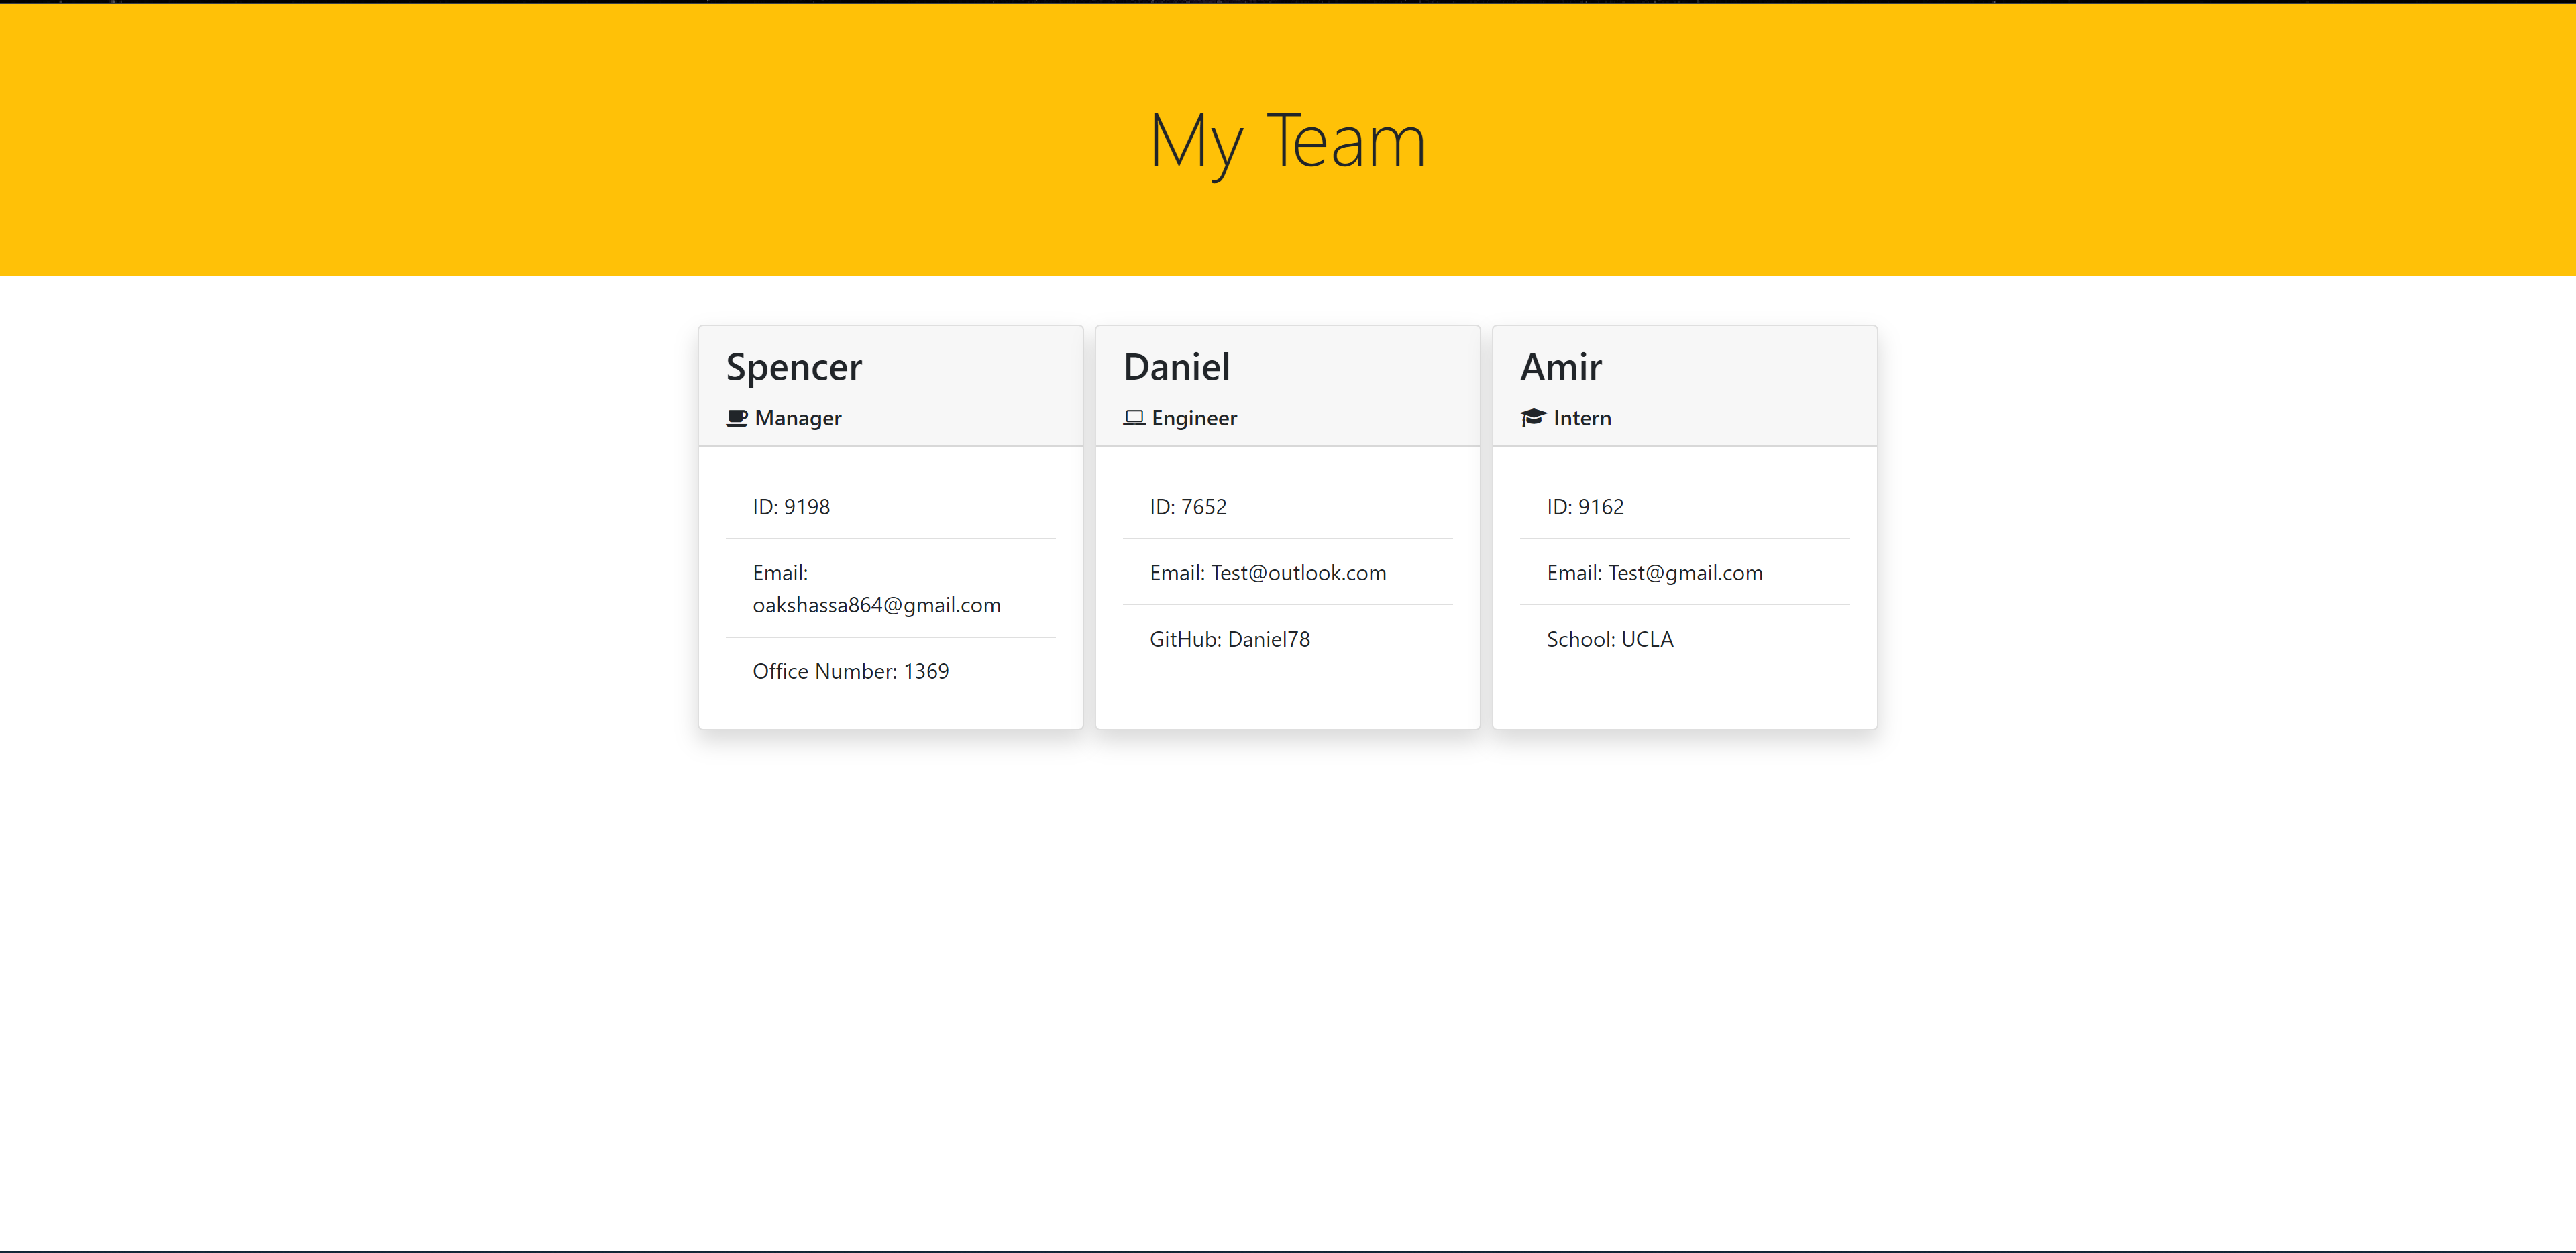 My Team
Spencer
Manager
ID: 9198
Email:
oakshassa864@gmail.com
Office Number: 1369
Daniel
Engineer
ID: 7652
Email: Test@outlook.com
GitHub: Daniel78
Amir
Intern
ID: 9162
Email: Test@gmail.com
School: UCLA